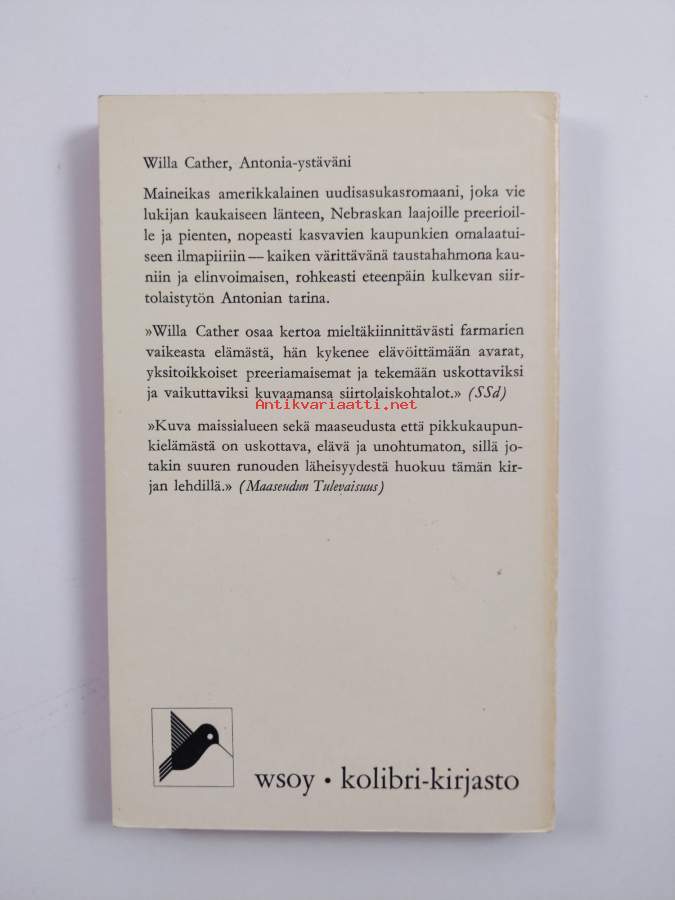 Willa Cather, Antonia-ystäväni
Maineikas amerikkalainen uudisasukasromaani, joka vie
lukijan kaukaiseen länteen, Nebraskan laajoille preerioil-
le ja pienten, nopeasti kasvavien kaupunkien omalaatui-
seen ilmapiiriin — kaiken värittävänä taustahahmona kau-
niin ja elinvoimaisen, rohkeasti eteenpäin kulkevan siir-
tolaistytön Antonian tarina.
»Willa Cather osaa kertoa mieltäkiinnittävästi farmarien
vaikeasta elämästä, hän kykenee elävöittämään avarat,
yksitoikkoiset preeriamaisemat ja tekemään uskottaviksi
ja vaikuttaviksi kuvaamansa siirtolaiskohtalot.» (SSd)
Antikvariaatti.net
»Kuva maissialueen sekä maaseudusta että pikkukaupun-
kielämästä on uskottava, elävä ja unohtumaton, sillä jo-
takin suuren runouden läheisyydestä huokuu tämän kir-
jan lehdillä.» (Maaseudun Tulevaisuus)
wsoy • kolibri-kirjasto